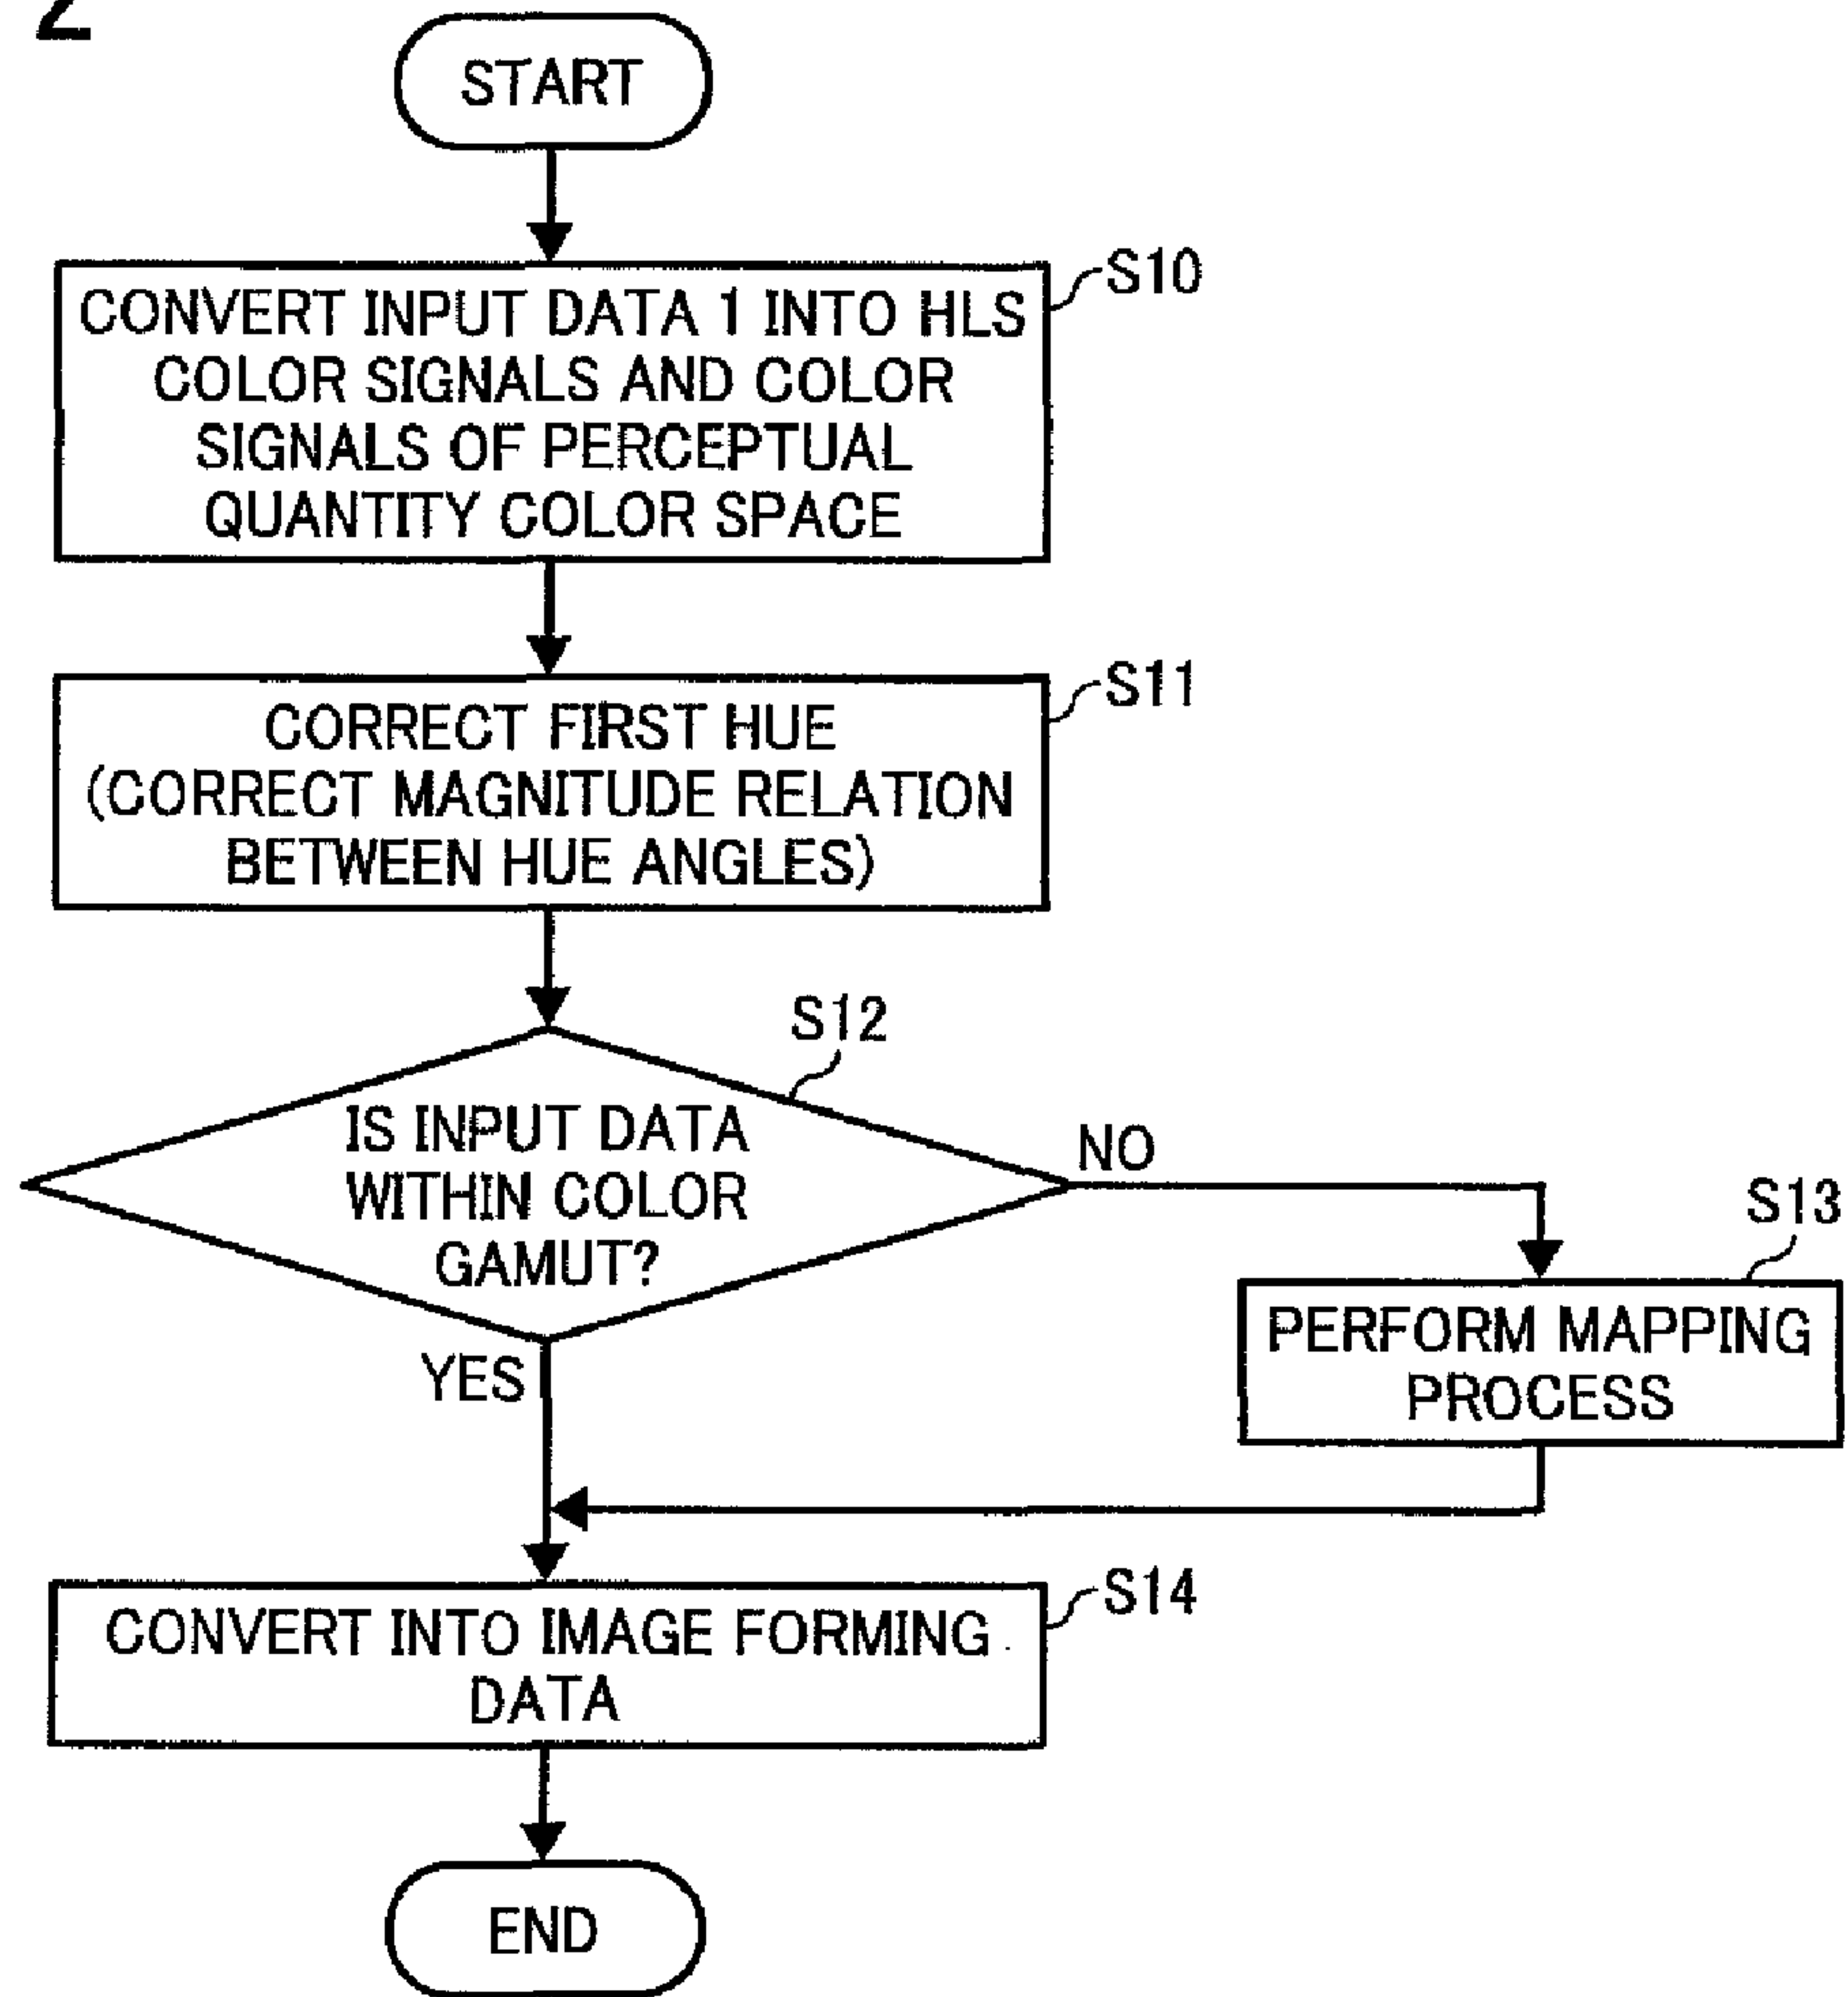 2
START
S10
CONVERT INPUT DATA 1 INTO HLS
COLOR SIGNALS AND COLOR
SIGNALS OF PERCEPTUAL
QUANTITY COLOR SPACE
S11
CORRECT FIRST HUE
(CORRECT MAGNITUDE RELATION
BETWEEN HUE ANGLES)
S12
IS INPUT DATA
WITHIN COLOR
GAMUT?
NO
S13
PERFORM MAPPING
PROCESS
YES
S14
CONVERT INTO IMAGE FORMING
DATA
END